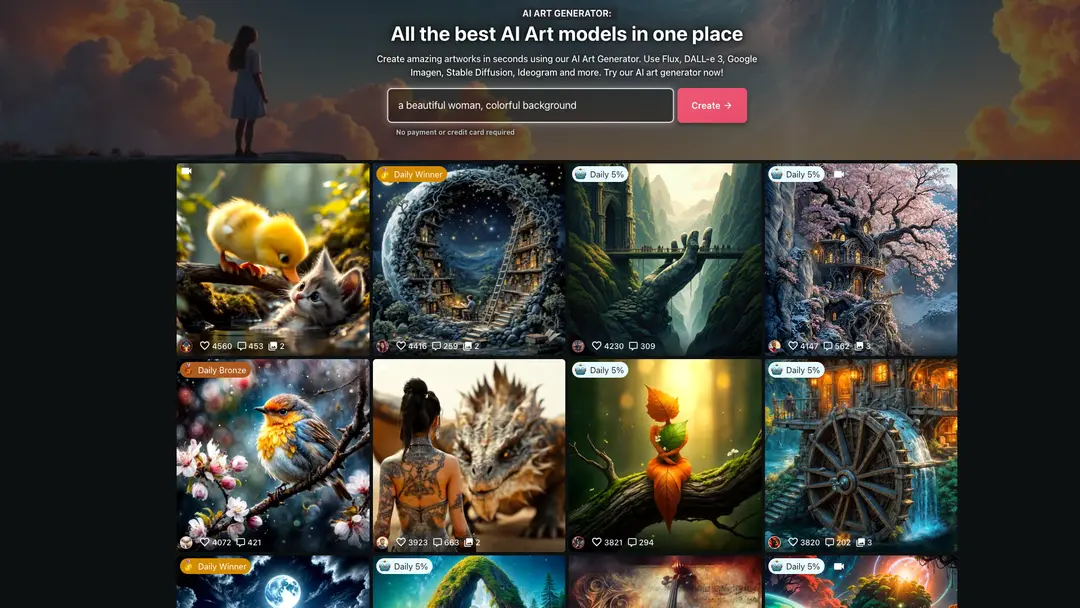 AI ART GENERATOR:
All the best AI Art models in one place
Create amazing artworks in seconds using our AI Art Generator. Use Flux, DALL-e 3, Google
Imagen, Stable Diffusion, Ideogram and more. Try our AI art generator now!
a beautiful woman, colorful background
Create →
No payment or credit card required
Daily Winner
Daily 5%
Daily 5%
4560 453 2
4416 259 2
4230 309
4147 562 3
Daily Bronze
Daily 5%
Daily 5%
4072 421
3923 663 2
3821 294
3820 202 3
Daily Winner
Daily 5%
Daily 5%